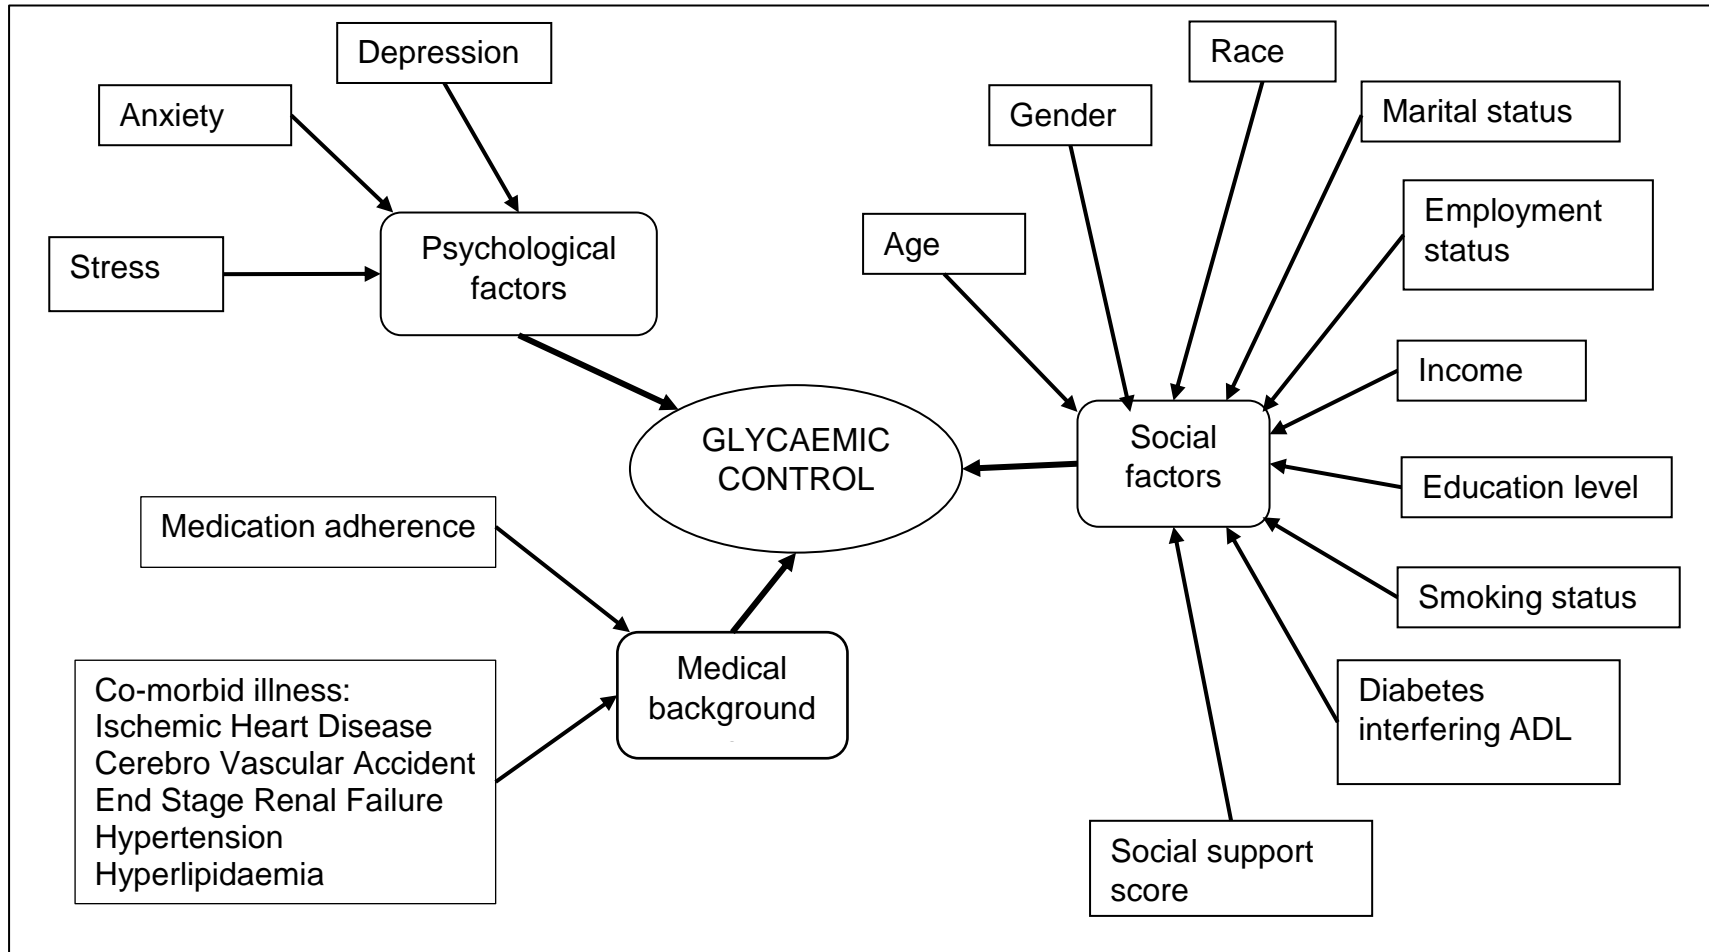 Depression
Anxiety
Stress
Psychological
factors
Race
Gender
Marital status
Age
Employment
status
Income
GLYCAEMIC
CONTROL
Social
factors
Education level
Smoking status
Diabetes
interfering ADL
Social support
score
Medication adherence
Medical
background
Co-morbid illness:
Ischemic Heart Disease
Cerebro Vascular Accident
End Stage Renal Failure
Hypertension
Hyperlipidaemia